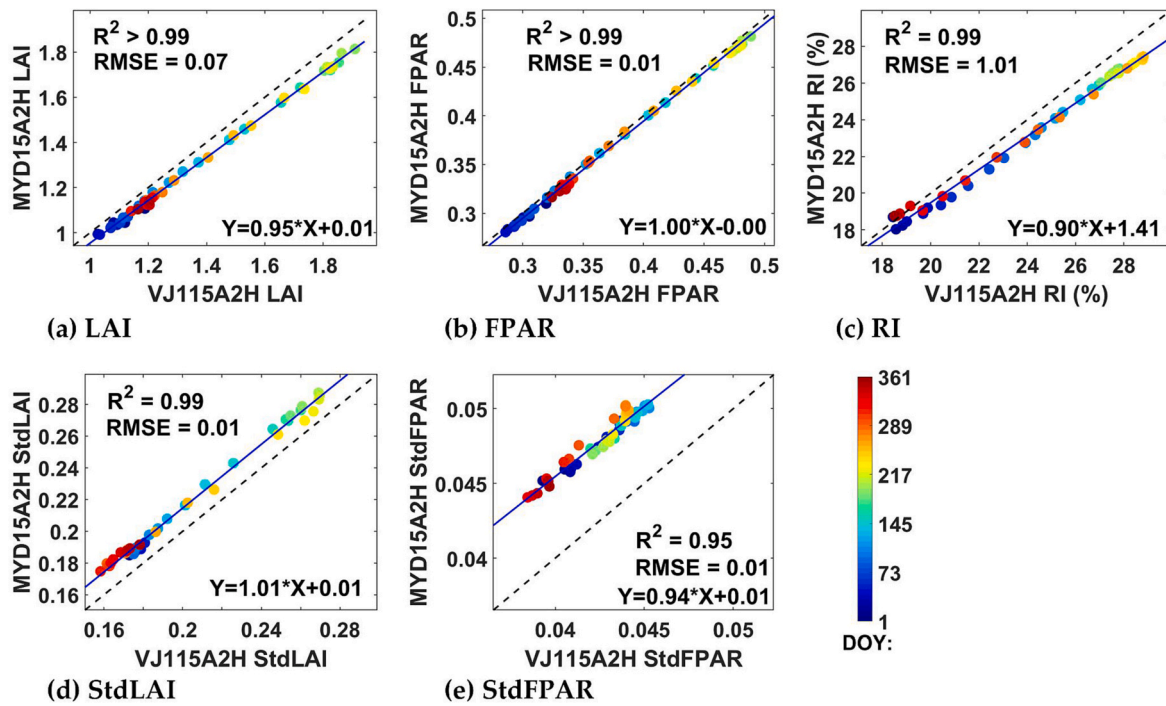 R² > 0.99
RMSE = 0.07
MYD15A2H LAI
1.8
1.6
1.4
1.2
1
Y=0.95*X+0.01
1 1.2 1.4 1.6 1.8
VJ115A2H LAI
(a) LAI
R² > 0.99
RMSE = 0.01
MYD15A2H FPAR
0.5
0.45
0.4
0.35
0.3
Y=1.00*X-0.00
0.3 0.35 0.4 0.45 0.5
VJ115A2H FPAR
(b) FPAR
R² = 0.99
RMSE = 1.01
MYD15A2H RI (%)
28
26
24
22
20
18
Y=0.90*X+1.41
18 20 22 24 26 28
VJ115A2H RI (%)
(c) RI
R² = 0.99
RMSE = 0.01
MYD15A2H StdLAI
0.28
0.26
0.24
0.22
0.2
0.18
0.16
Y=1.01*X+0.01
0.16 0.2 0.24 0.28
VJ115A2H StdLAI
(d) StdLAI
MYD15A2H StdFPAR
0.05
0.045
0.04
R² = 0.95
RMSE = 0.01
Y=0.94*X+0.01
0.04 0.045 0.05
VJ115A2H StdFPAR
(e) StdFPAR
361
289
217
145
73
1
DOY: